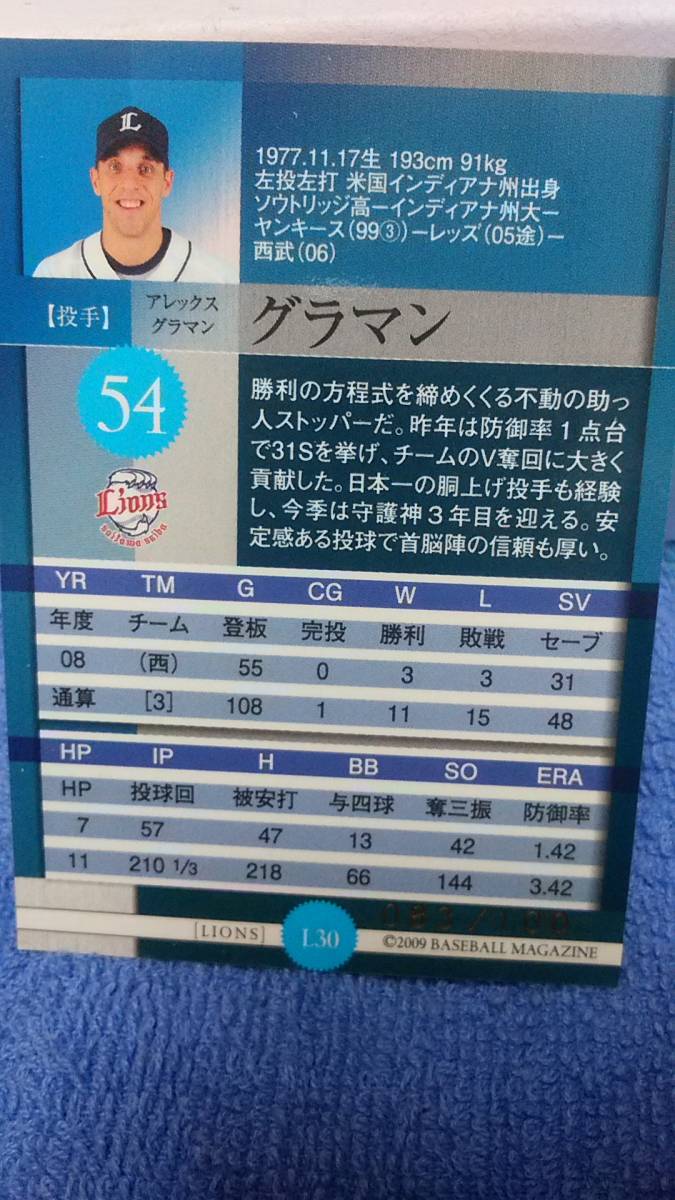 L
1977.11.17生 193cm 91kg
左投左打 米国インディアナ州出身
ソウトリッジ高ーインディアナ州大ー
ヤンキース(99③)ーレッズ(05途)ー
西武(06)
【投手】
アレックス
グラマン
グラマン
54
Lions
saitama seibu
勝利の方程式を締めくくる不動の助っ
人ストッパーだ。昨年は防御率1点台
で31Sを挙げ、チームのV奪回に大きく
貢献した。日本一の胴上げ投手も経験
し、今季は守護神3年目を迎える。安
定感ある投球で首脳陣の信頼も厚い。
YR TM G CG W L SV
年度 チーム 登板 完投 勝利 敗戦 セーブ
08 (西) 55 0 3 3 31
通算 [3] 108 1 11 15 48
HP IP H BB SO ERA
HP 投球回 被安打 与四球 奪三振 防御率
7 57 47 13 42 1.42
11 210 1/3 218 66 144 3.42
083/100
[LIONS] L30 ©2009 BASEBALL MAGAZINE